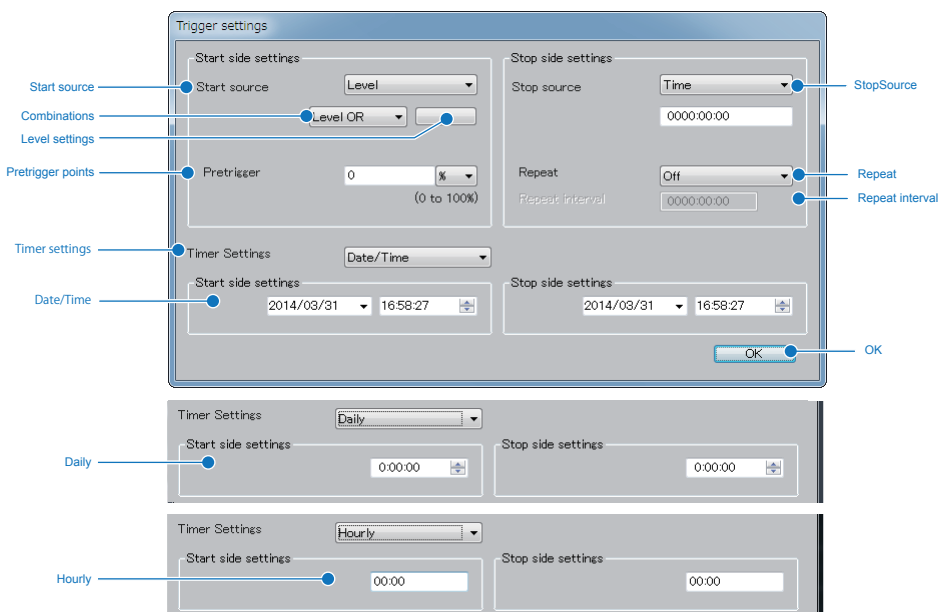 Trigger settings
Start side settings
Stop side settings
Start source
Start source
Level
Stop source
Time
StopSource
Combinations
Level OR
0000:00:00
Level settings
Pretrigger points
Pretrigger
0
%
(0 to 100%)
Repeat
Off
Repeat
Repeat interval
0000:00:00
Repeat interval
Timer settings
Timer Settings
Date/Time
Start side settings
Stop side settings
Date/Time
2014/03/31
16:58:27
2014/03/31
16:58:27
OK
OK
Timer Settings
Daily
Start side settings
Stop side settings
Daily
0:00:00
0:00:00
Timer Settings
Hourly
Start side settings
Stop side settings
Hourly
00:00
00:00